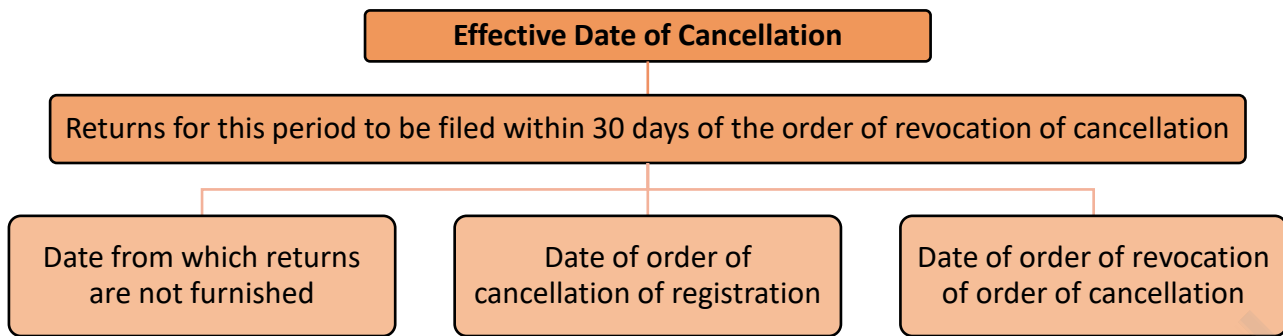 Effective Date of Cancellation
Returns for this period to be filed within 30 days of the order of revocation of cancellation
Date from which returns
are not furnished
Date of order of
cancellation of registration
Date of order of revocation
of order of cancellation